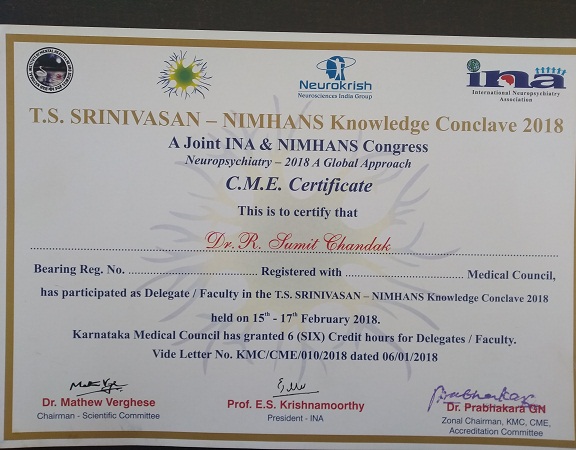 Neurokrish
Neurosciences India Group
ina
International Neuropsychiatry
Association
T.S. SRINIVASAN – NIMHANS Knowledge Conclave 2018
A Joint INA & NIMHANS Congress
Neuropsychiatry – 2018 A Global Approach
C.M.E. Certificate
This is to certify that
Dr. R. Sumit Chandak
Bearing Reg. No. ................................ Registered with ............................. Medical Council,
has participated as Delegate / Faculty in the T.S. SRINIVASAN – NIMHANS Knowledge Conclave 2018
held on 15th - 17th February 2018.
Karnataka Medical Council has granted 6 (SIX) Credit hours for Delegates / Faculty.
Vide Letter No. KMC/CME/010/2018 dated 06/01/2018
Dr. Mathew Verghese
Chairman - Scientific Committee
Prof. E.S. Krishnamoorthy
President - INA
Prabhakar
Dr. Prabhakara GN
Zonal Chairman, KMC, CME,
Accreditation Committee